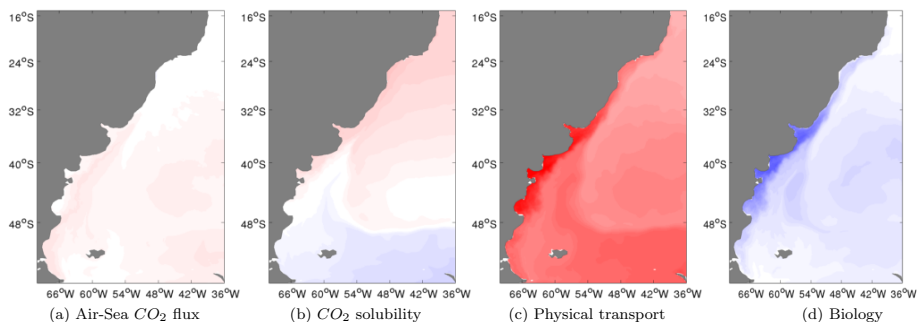 16°S
24°S
32°S
40°S
48°S
66°W 60°W 54°W 48°W 42°W 36°W
(a) Air-Sea CO₂ flux
16°S
24°S
32°S
40°S
48°S
66°W 60°W 54°W 48°W 42°W 36°W
(b) CO₂ solubility
16°S
24°S
32°S
40°S
48°S
66°W 60°W 54°W 48°W 42°W 36°W
(c) Physical transport
16°S
24°S
32°S
40°S
48°S
66°W 60°W 54°W 48°W 42°W 36°W
(d) Biology